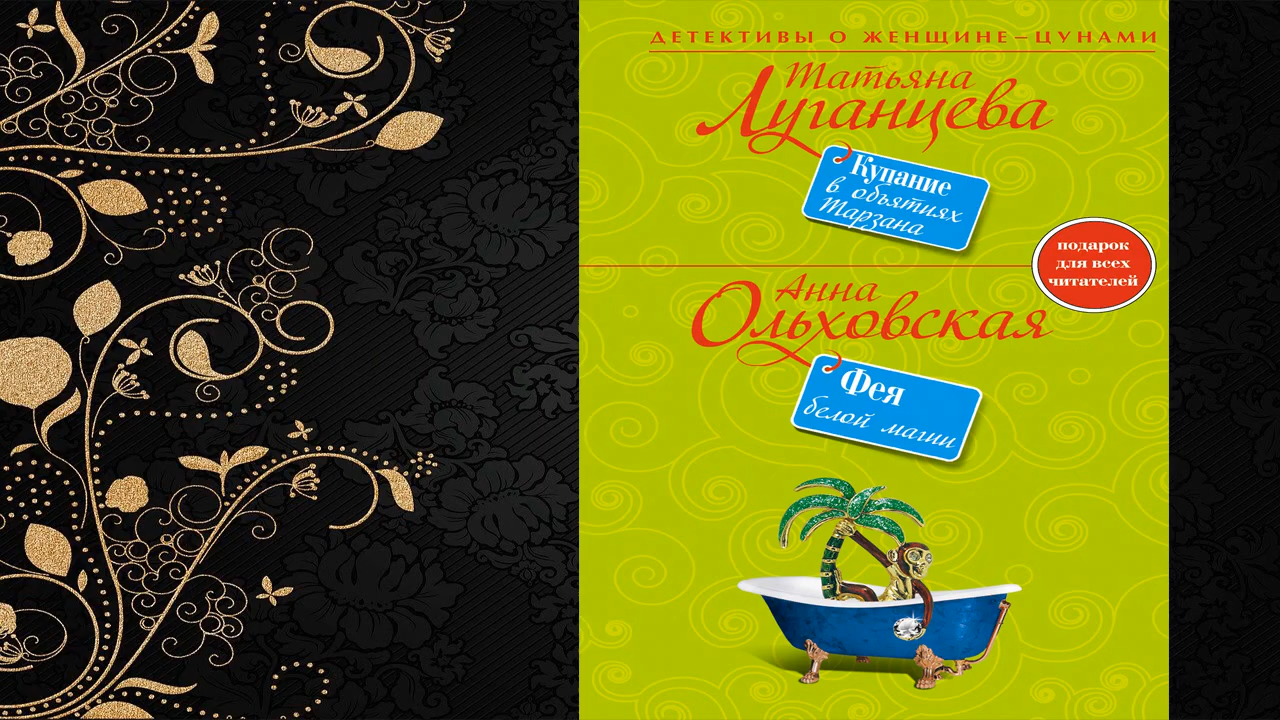 ДЕТЕКТИВЫ О ЖЕНЩИНЕ–ЦУНАМИ
Татьяна
Луганцева
Купание
в объятиях
Тарзана
подарок
для всех
читателей
Анна
Ольховская
Фея
белой магии